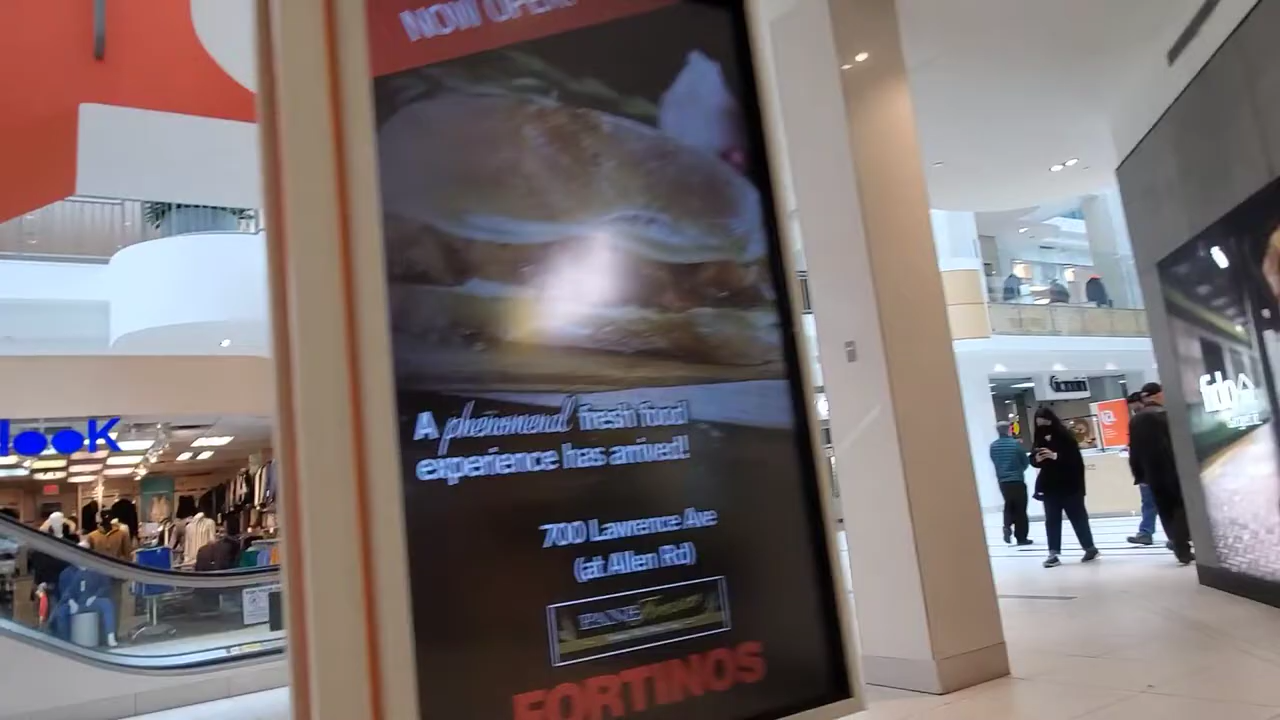 NOW OPEN!
A phenomenal fresh food
experience has arrived!
700 Lawrence Ave
(at Allen Rd)
FORTINOS
looK
fido